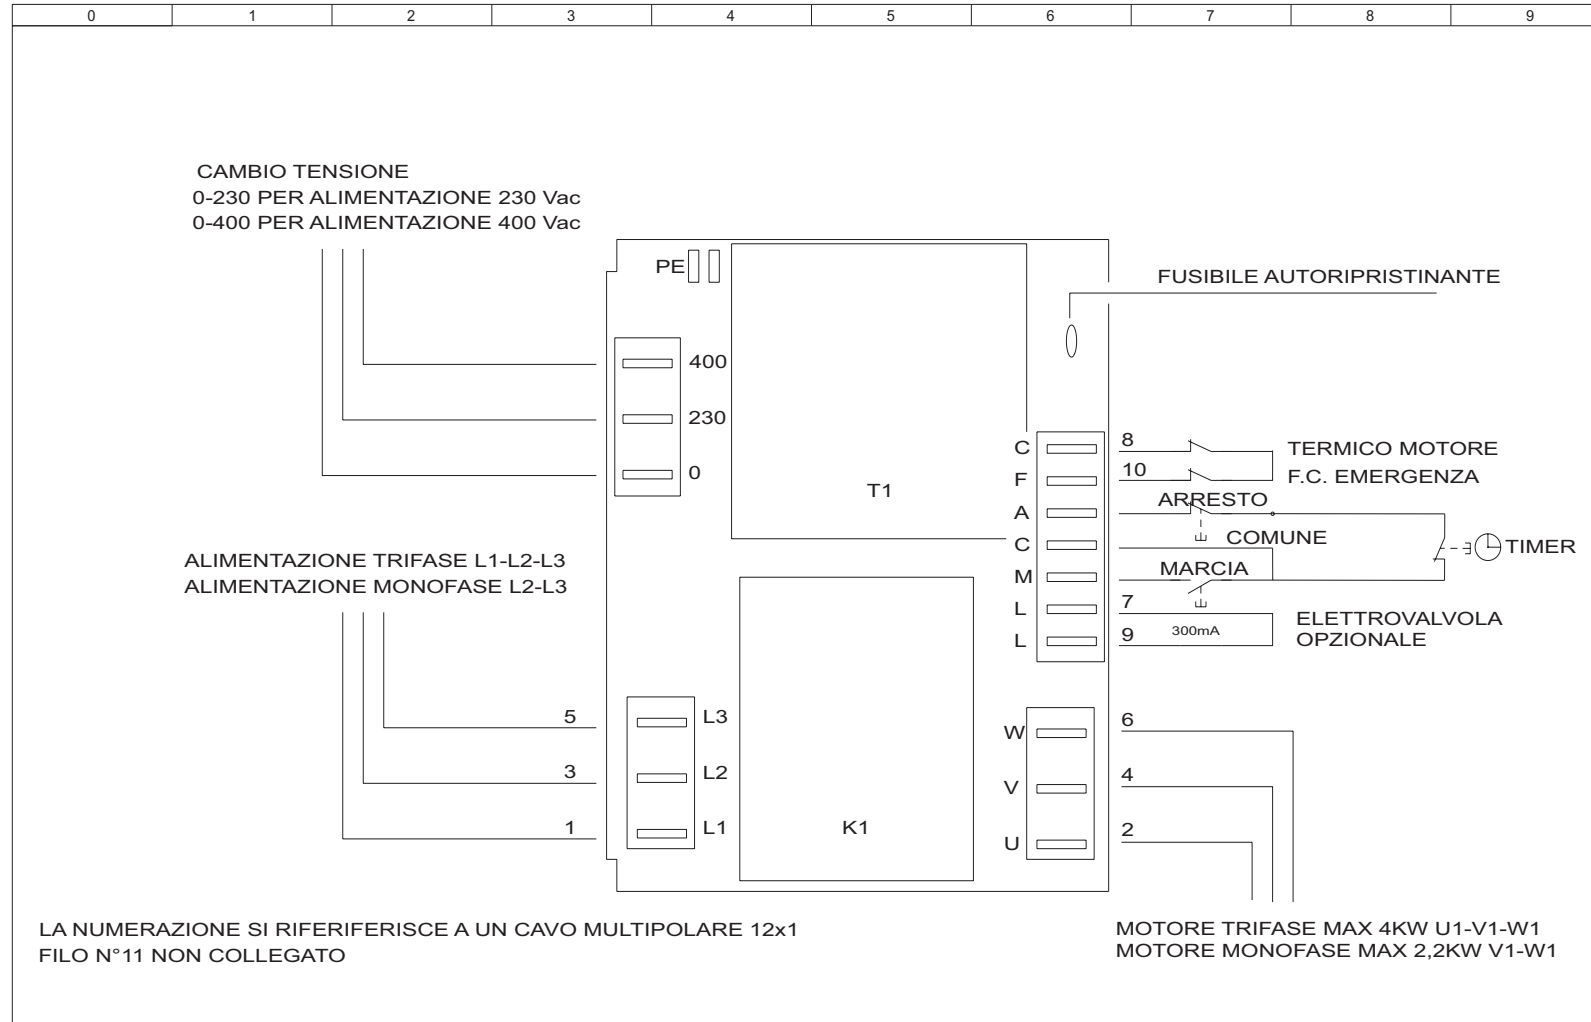 0 1 2 3 4 5 6 7 8 9
CAMBIO TENSIONE
0-230 PER ALIMENTAZIONE 230 Vac
0-400 PER ALIMENTAZIONE 400 Vac
PE
FUSIBILE AUTORIPRISTINANTE
400
230
0
T1
C 8 TERMICO MOTORE
F 10 F.C. EMERGENZA
ARRESTO
A
C COMUNE
TIMER
MARCIA
M
L 7
ELETTROVALVOLA
OPZIONALE
300mA
L 9
ALIMENTAZIONE TRIFASE L1-L2-L3
ALIMENTAZIONE MONOFASE L2-L3
5 L3
3 L2
1 L1
K1
W 6
V 4
U 2
LA NUMERAZIONE SI RIFERIFERISCE A UN CAVO MULTIPOLARE 12x1
FILO N°11 NON COLLEGATO
MOTORE TRIFASE MAX 4KW U1-V1-W1
MOTORE MONOFASE MAX 2,2KW V1-W1